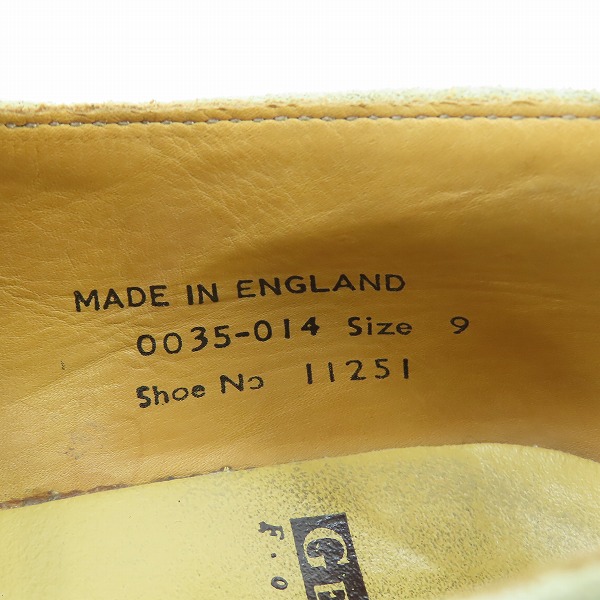 MADE IN ENGLAND
0035-014 Size 9
Shoe No 11251